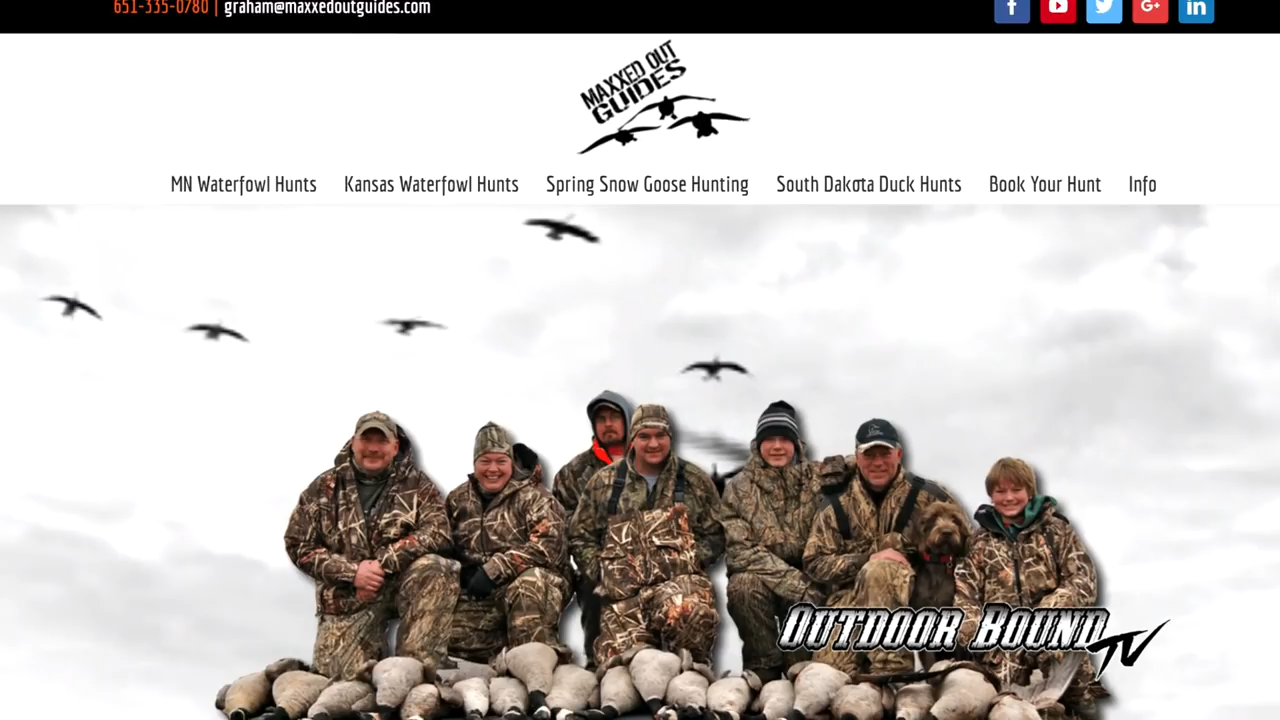 651-335-0780 | graham@maxxedoutguides.com
MAXXED OUT
GUIDES
MN Waterfowl Hunts Kansas Waterfowl Hunts Spring Snow Goose Hunting South Dakota Duck Hunts Book Your Hunt Info
OUTDOOR BOUND TV